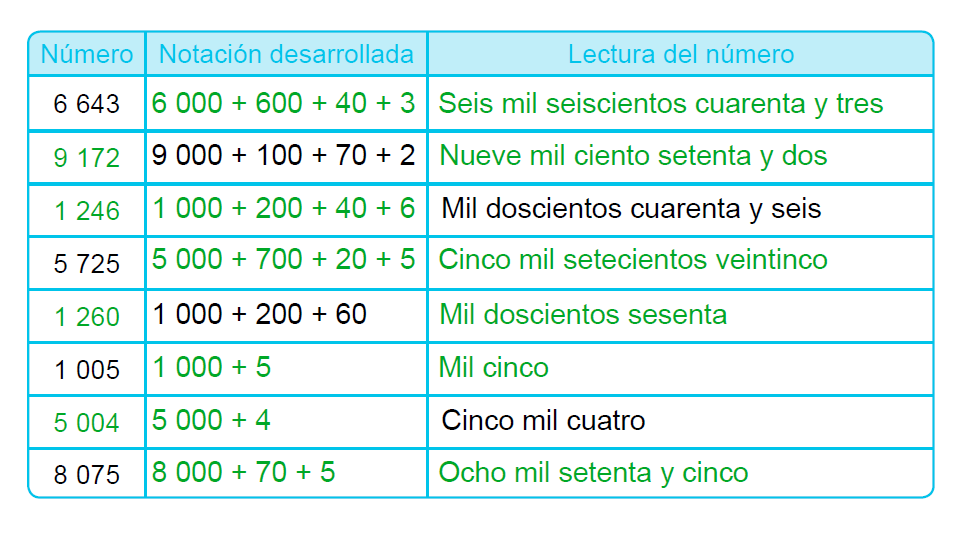 Número Notación desarrollada Lectura del número
6 643 6 000 + 600 + 40 + 3 Seis mil seiscientos cuarenta y tres
9 172 9 000 + 100 + 70 + 2 Nueve mil ciento setenta y dos
1 246 1 000 + 200 + 40 + 6 Mil doscientos cuarenta y seis
5 725 5 000 + 700 + 20 + 5 Cinco mil setecientos veintinco
1 260 1 000 + 200 + 60 Mil doscientos sesenta
1 005 1 000 + 5 Mil cinco
5 004 5 000 + 4 Cinco mil cuatro
8 075 8 000 + 70 + 5 Ocho mil setenta y cinco